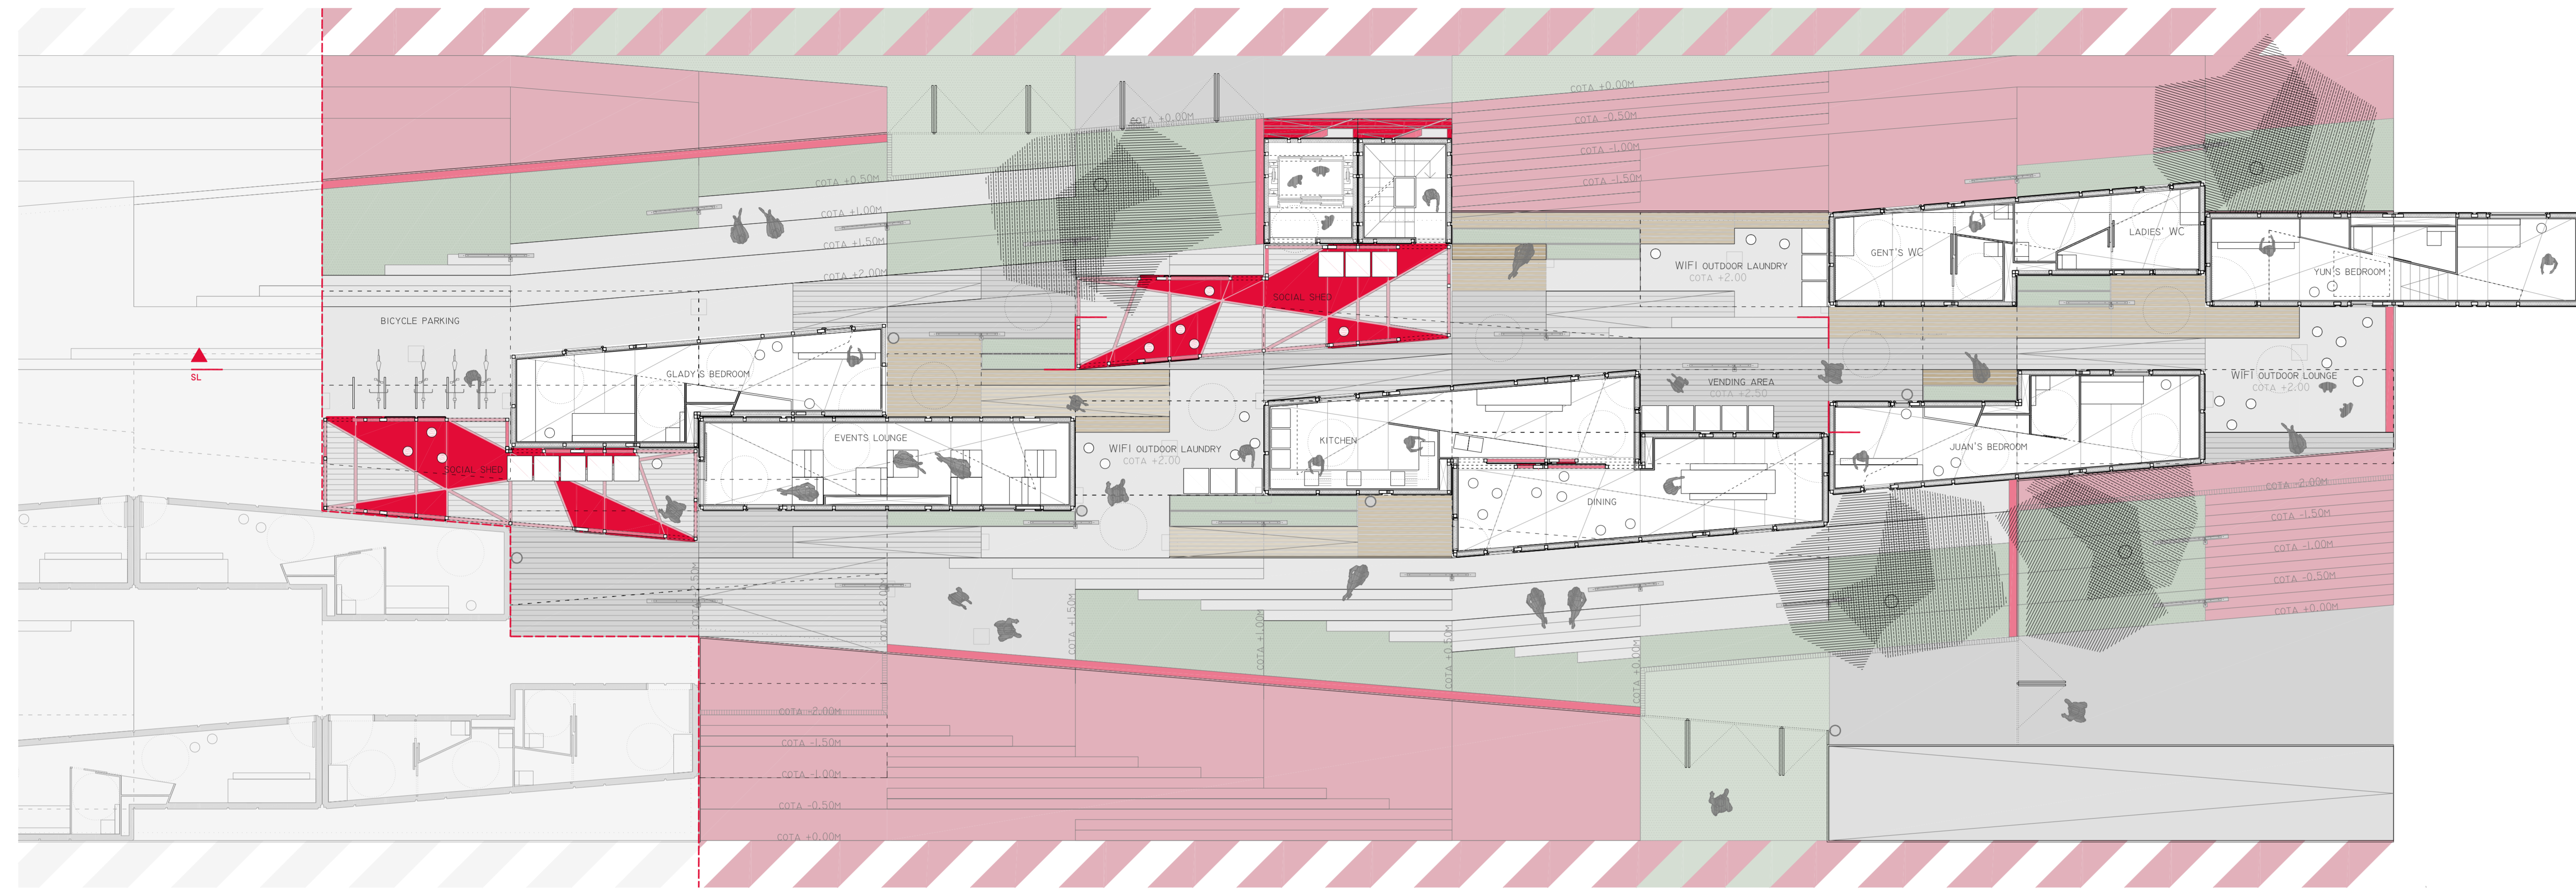 COTA +0.00M
COTA -0.50M
COTA +0.00M
COTA -1.00M
COTA +0.50M
COTA -1.50M
COTA +1.00M
COTA +1.50M
COTA +2.00M
LADIES' WC
GENT'S WC
WIFI OUTDOOR LAUNDRY
COTA +2.00
YUN'S BEDROOM
SOCIAL SHED
BICYCLE PARKING
SL
GLADY'S BEDROOM
VENDING AREA
COTA +2.50
WIFI OUTDOOR LOUNGE
COTA +2.00
EVENTS LOUNGE
KITCHEN
WIFI OUTDOOR LAUNDRY
COTA +2.00
JUAN'S BEDROOM
SOCIAL SHED
DINING
COTA -2.00M
COTA -1.50M
COTA -1.00M
COTA -0.50M
COTA +0.00M
COTA +2.00M
COTA +1.50M
COTA +1.00M
COTA +0.50M
COTA +0.00M
COTA -2.00M
COTA -1.50M
COTA -1.00M
COTA -0.50M
COTA +0.00M